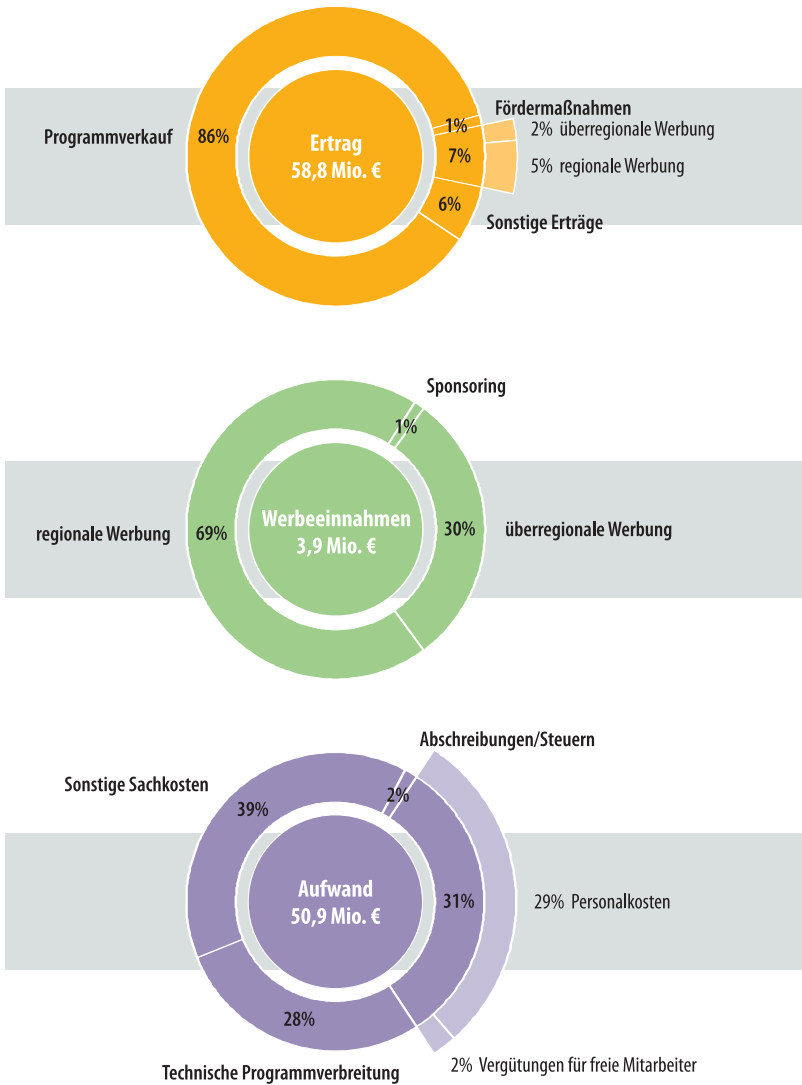 Fördermaßnahmen
Programmverkauf
86%
Ertrag
58,8 Mio. €
1%
2% überregionale Werbung
7%
5% regionale Werbung
6%
Sonstige Erträge
Sponsoring
1%
regionale Werbung
69%
Werbeeinnahmen
3,9 Mio. €
30%
überregionale Werbung
Abschreibungen/Steuern
Sonstige Sachkosten
39%
2%
Aufwand
50,9 Mio. €
31%
29% Personalkosten
28%
Technische Programmverbreitung
2% Vergütungen für freie Mitarbeiter